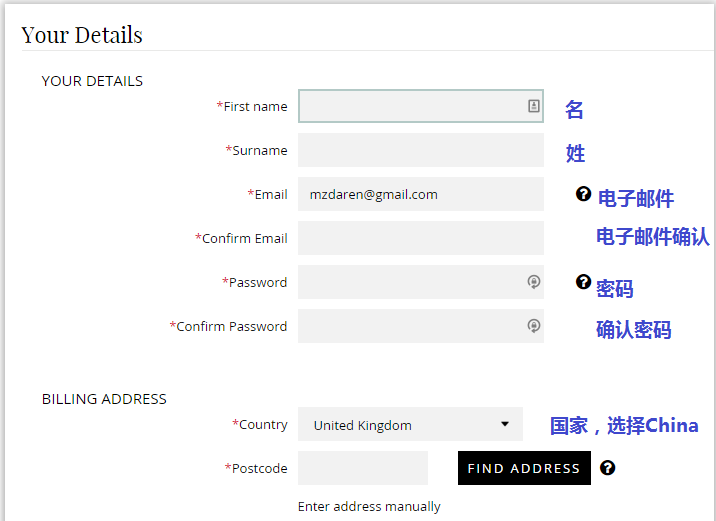 Your Details
YOUR DETAILS
*First name 名
*Surname 姓
*Email mzdaren@gmail.com ? 电子邮件
*Confirm Email 电子邮件确认
*Password ? 密码
*Confirm Password 确认密码
BILLING ADDRESS
*Country United Kingdom 国家，选择China
*Postcode FIND ADDRESS ?
Enter address manually